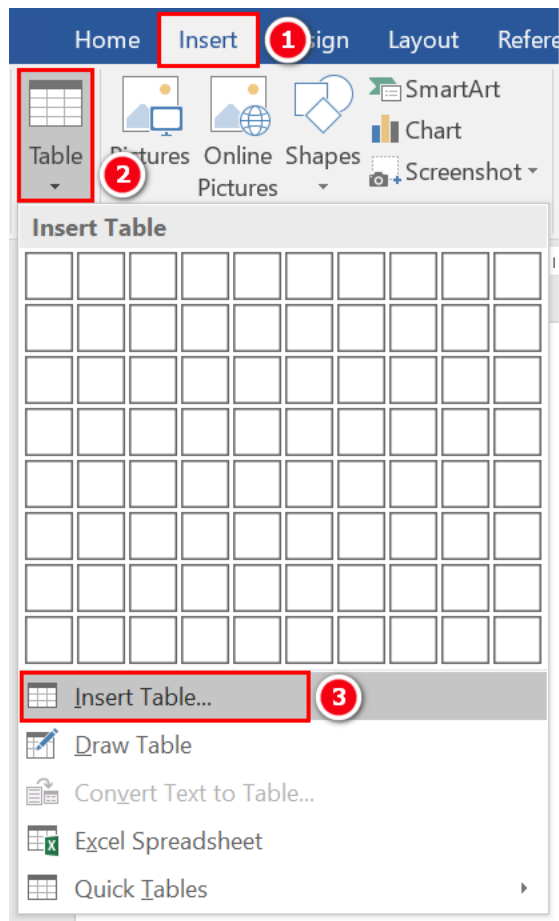 Home Insert 1 sign Layout Refere
SmartArt
Chart
Table 2 Pictures Online Shapes Screenshot
Pictures
Insert Table
Insert Table... 3
Draw Table
Convert Text to Table...
Excel Spreadsheet
Quick Tables